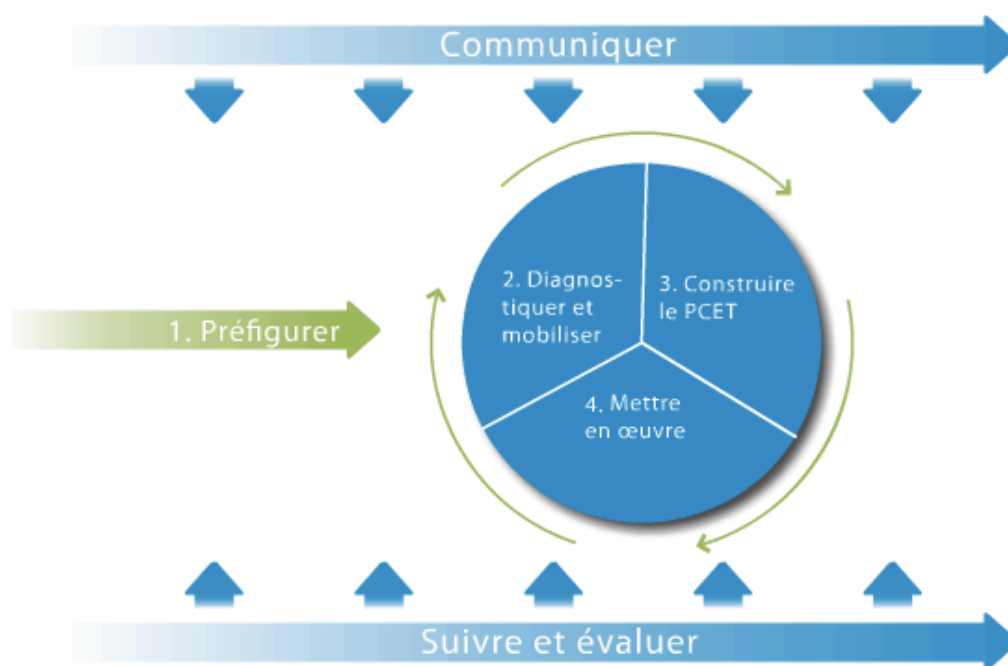 Communiquer
2. Diagnos-
tiquer et
mobiliser
3. Construire
le PCET
1. Préfigurer
4. Mettre
en œuvre
Suivre et évaluer